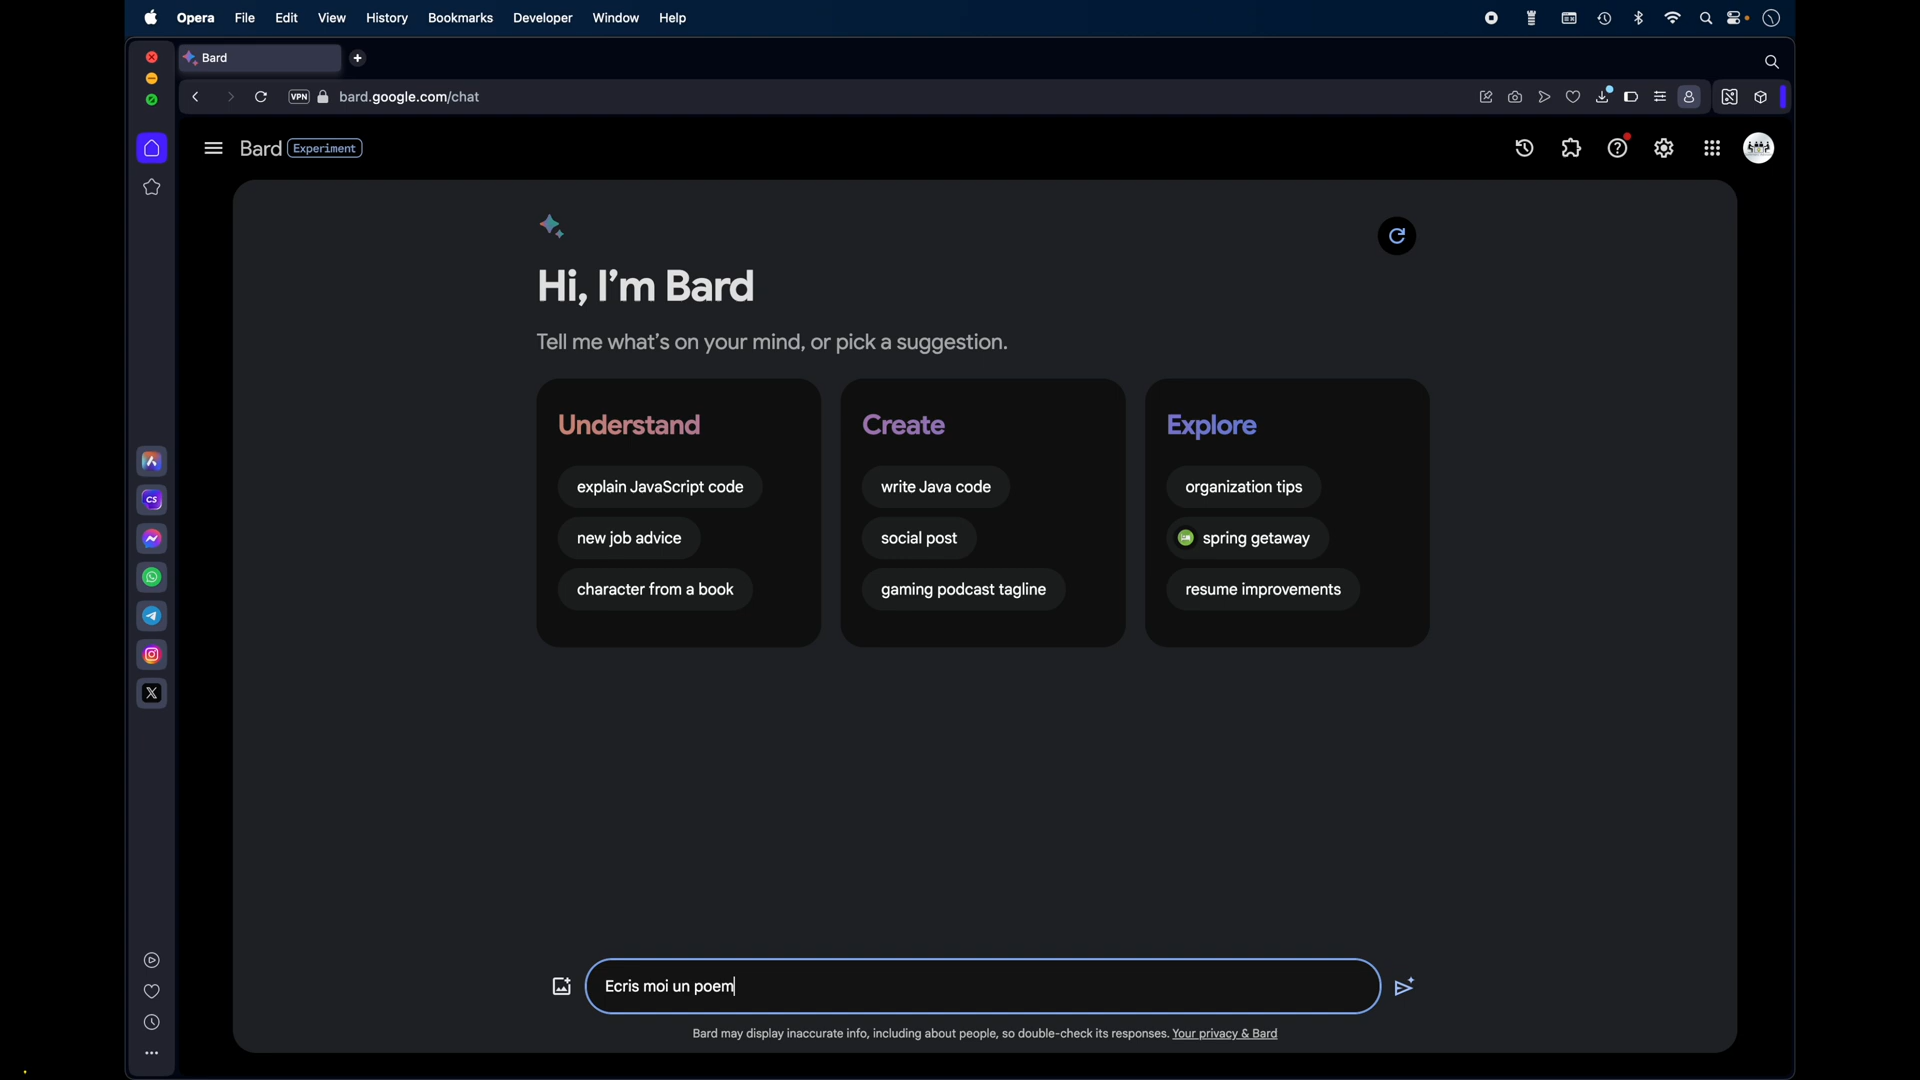 Opera File Edit View History Bookmarks Developer Window Help
Bard
VPN bard.google.com/chat
Bard Experiment
Hi, I'm Bard
Tell me what's on your mind, or pick a suggestion.
Understand
explain JavaScript code
new job advice
character from a book
Create
write Java code
social post
gaming podcast tagline
Explore
organization tips
spring getaway
resume improvements
CS
Ecris moi un poem
Bard may display inaccurate info, including about people, so double-check its responses. Your privacy & Bard